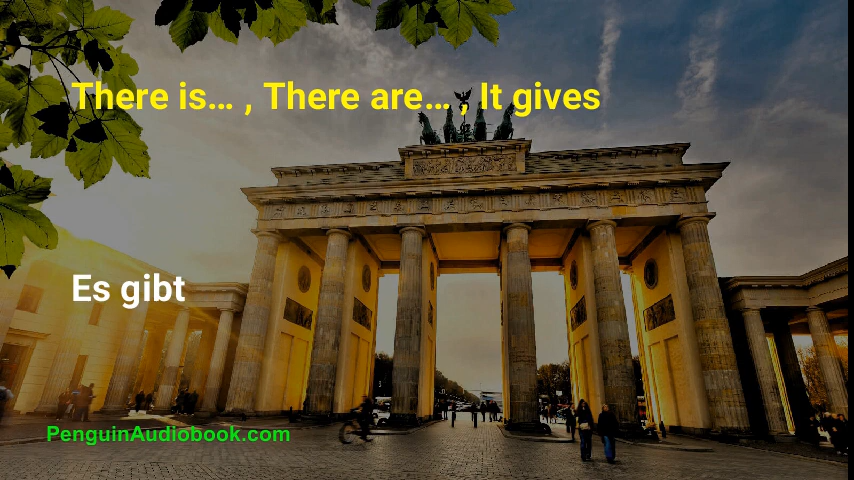 There is... , There are... , It gives
Es gibt
PenguinAudiobook.com